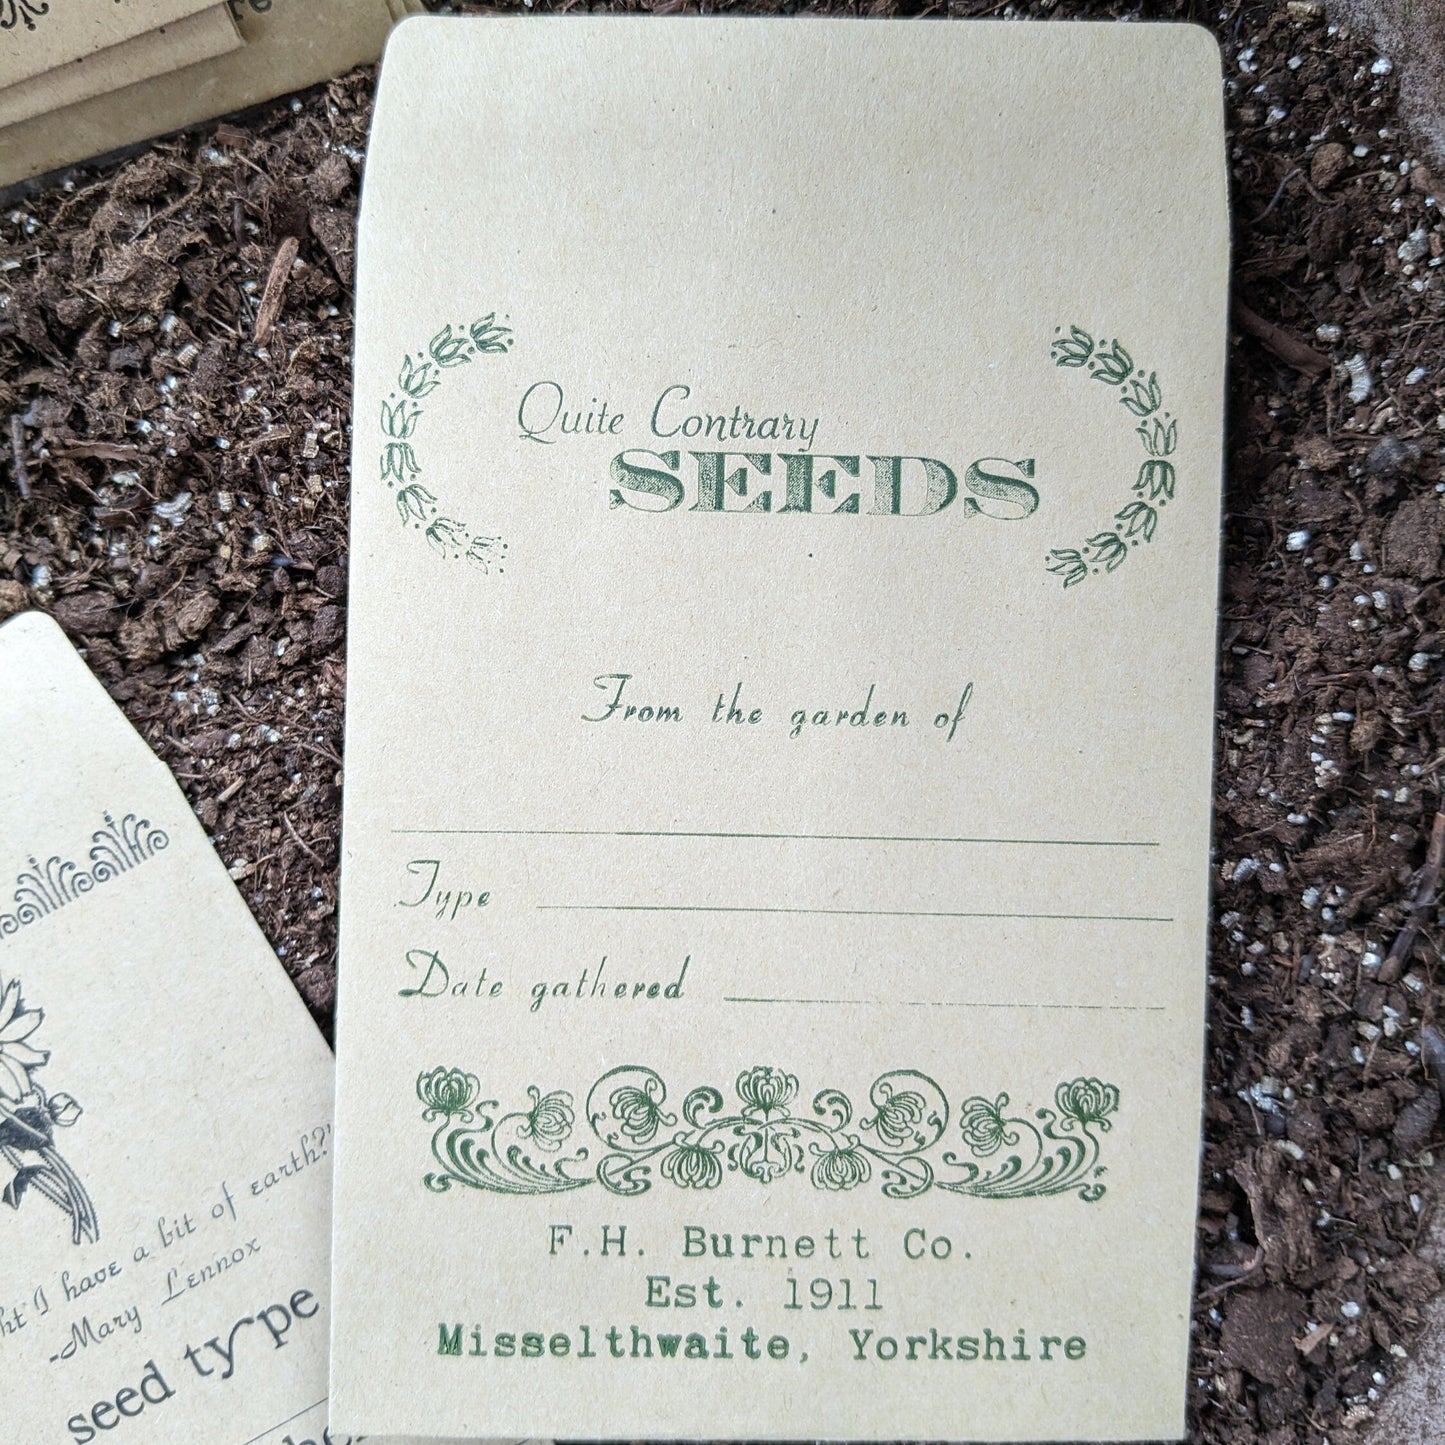 Quite Contrary
SEEDS
From the garden of
Type
Date gathered
F.H. Burnett Co.
Est. 1911
Misselthwaite, Yorkshire
I have a bit of earth?"
-Mary Lennox
seed type